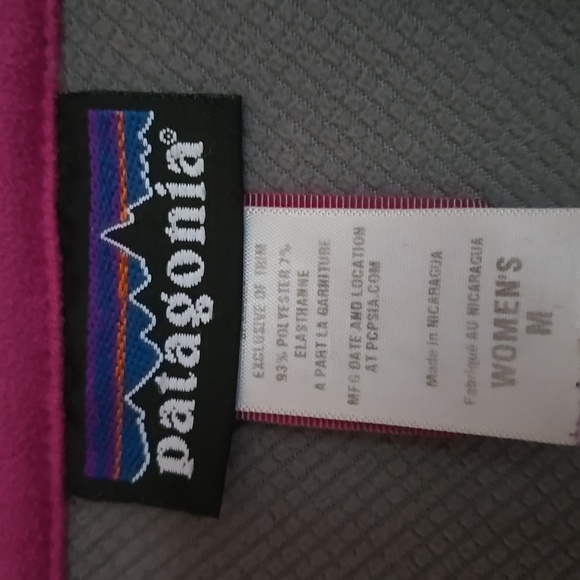 patagonia®
EXCLUSIVE OF TRIM
93% POLYESTER 7%
ELASTHANNE
A PART LA GARNITURE
MFG DATE AND LOCATION
AT PCPSIA.COM
Made in NICARAGUA
Fabriqué AU NICARAGUA
WOMEN'S
M